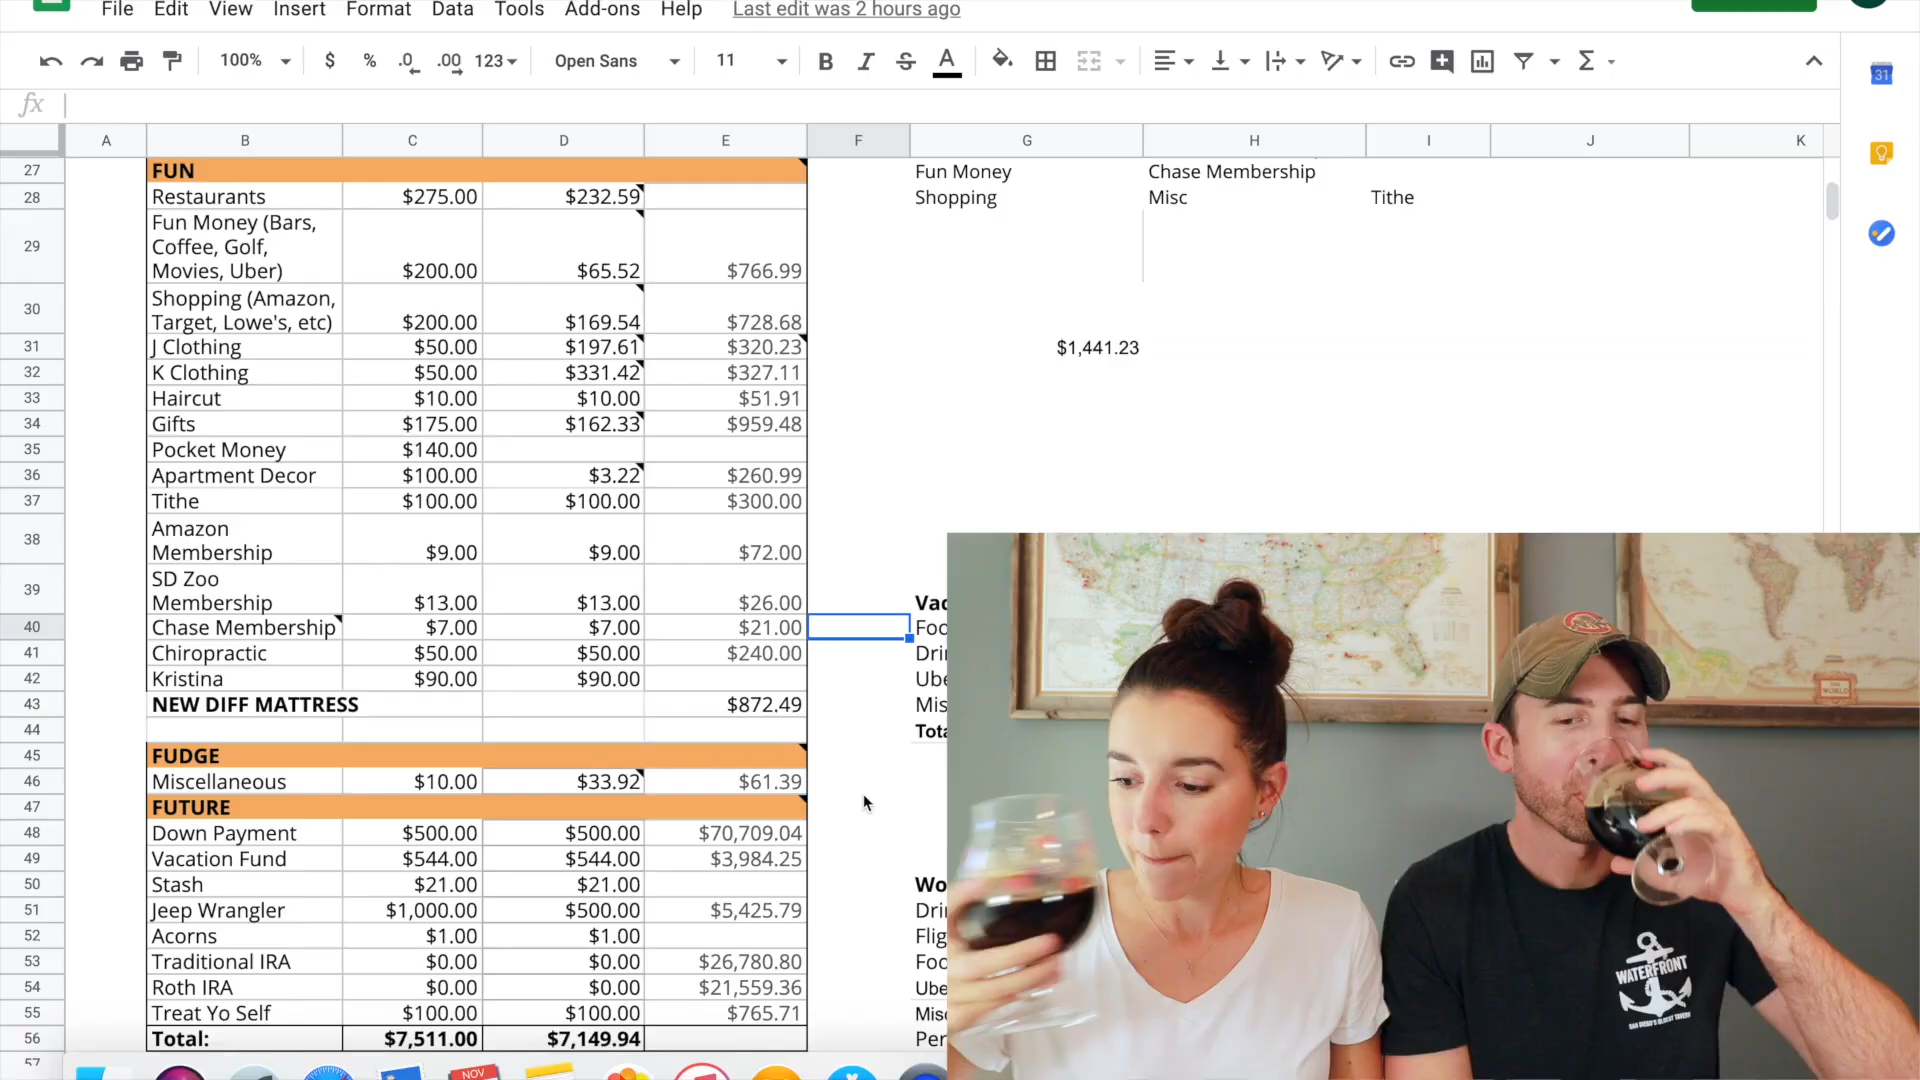 File Edit View Insert Format Data Tools Add-ons Help Last edit was 2 hours ago
100% $ % .0 .00 123 Open Sans 11 B I S A Σ
31
fx
A B C D E F G H I J K
27 FUN Fun Money Chase Membership
28 Restaurants $275.00 $232.59 Shopping Misc Tithe
29 Fun Money (Bars,
Coffee, Golf,
Movies, Uber) $200.00 $65.52 $766.99
30 Shopping (Amazon,
Target, Lowe's, etc) $200.00 $169.54 $728.68
31 J Clothing $50.00 $197.61 $320.23 $1,441.23
32 K Clothing $50.00 $331.42 $327.11
33 Haircut $10.00 $10.00 $51.91
34 Gifts $175.00 $162.33 $959.48
35 Pocket Money $140.00
36 Apartment Decor $100.00 $3.22 $260.99
37 Tithe $100.00 $100.00 $300.00
38 Amazon
Membership $9.00 $9.00 $72.00
39 SD Zoo
Membership $13.00 $13.00 $26.00
40 Chase Membership $7.00 $7.00 $21.00
41 Chiropractic $50.00 $50.00 $240.00
42 Kristina $90.00 $90.00
43 NEW DIFF MATTRESS $872.49
44
45 FUDGE
46 Miscellaneous $10.00 $33.92 $61.39
47 FUTURE
48 Down Payment $500.00 $500.00 $70,709.04
49 Vacation Fund $544.00 $544.00 $3,984.25
50 Stash $21.00 $21.00
51 Jeep Wrangler $1,000.00 $500.00 $5,425.79
52 Acorns $1.00 $1.00
53 Traditional IRA $0.00 $0.00 $26,780.80
54 Roth IRA $0.00 $0.00 $21,559.36
55 Treat Yo Self $100.00 $100.00 $765.71
56 Total: $7,511.00 $7,149.94
57
NOV
WORLD
WATERFRONT
SAN DIEGO'S OLDEST TAVERN